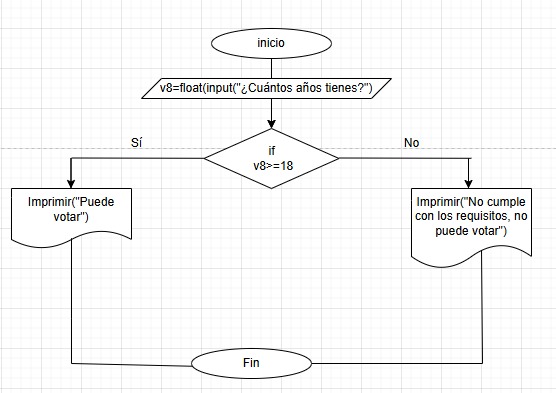 inicio
v8=float(input("¿Cuántos años tienes?")
Sí
if
No
v8>=18
Imprimir("Puede
votar")
Imprimir("No cumple
con los requisitos, no
puede votar")
Fin